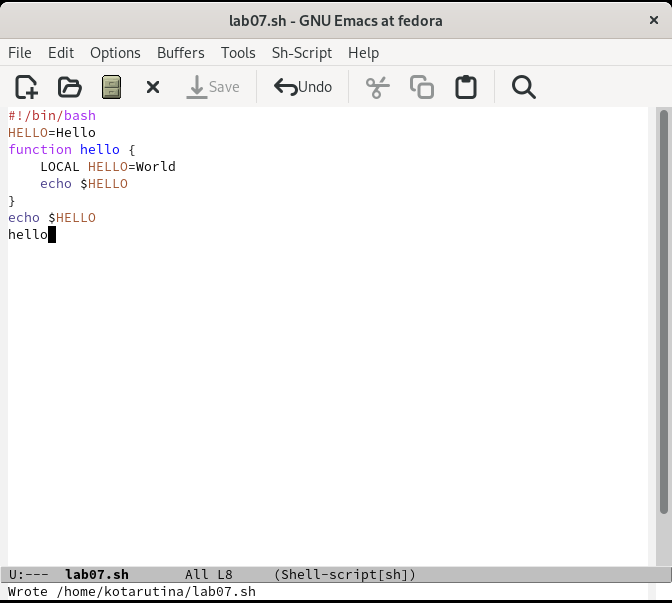 lab07.sh - GNU Emacs at fedora
File Edit Options Buffers Tools Sh-Script Help
Save Undo
#!/bin/bash
HELLO=Hello
function hello {
    LOCAL HELLO=World
    echo $HELLO
}
echo $HELLO
hello
U:--- lab07.sh All L8 (Shell-script[sh])
Wrote /home/kotarutina/lab07.sh